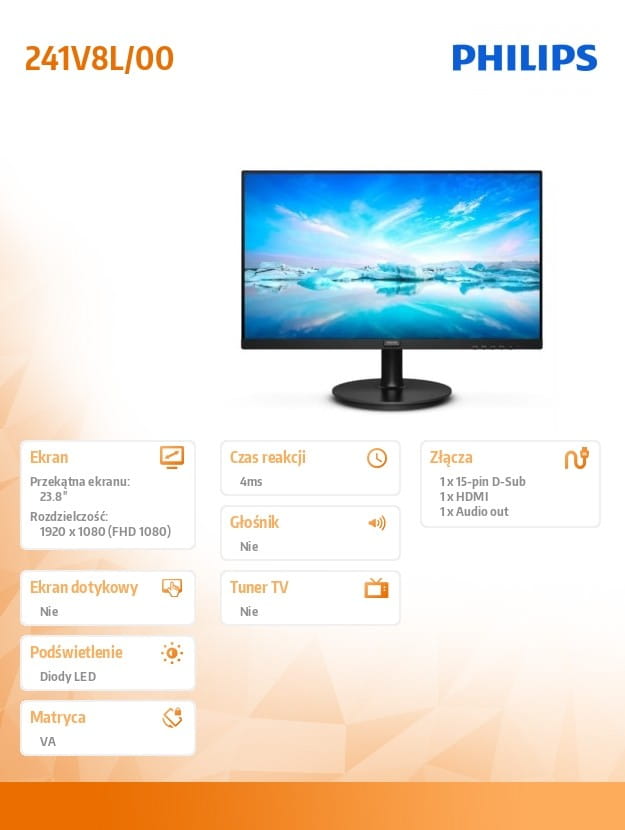 241V8L/00
PHILIPS
Ekran
Przekątna ekranu:
23.8"
Rozdzielczość:
1920 x 1080 (FHD 1080)
Czas reakcji
4ms
Złącza
1 x 15-pin D-Sub
1 x HDMI
1 x Audio out
Głośnik
Nie
Ekran dotykowy
Nie
Tuner TV
Nie
Podświetlenie
Diody LED
Matryca
VA